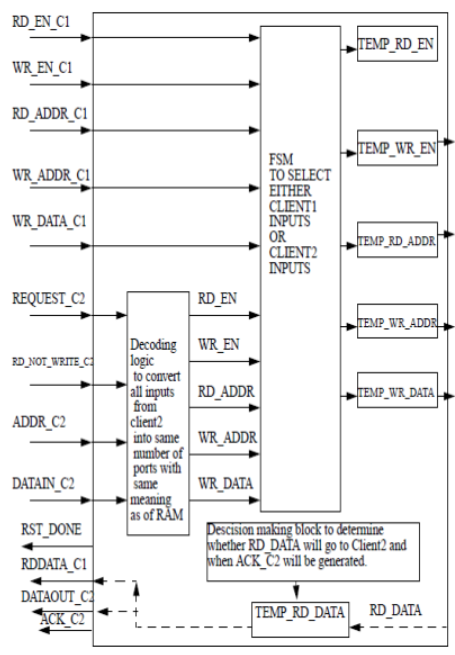 RD_EN_C1
WR_EN_C1
RD_ADDR_C1
WR_ADDR_C1
WR_DATA_C1
REQUEST_C2
RD_NOT_WRITE_C2
ADDR_C2
DATAIN_C2
RST_DONE
RDDATA_C1
DATAOUT_C2
ACK_C2
Decoding
logic
to convert
all inputs
from
client2
into same
number of
ports with
same
meaning
as of RAM
RD_EN
WR_EN
RD_ADDR
WR_ADDR
WR_DATA
FSM
TO SELECT
EITHER
CLIENT1
INPUTS
OR
CLIENT2
INPUTS
TEMP_RD_EN
TEMP_WR_EN
TEMP_RD_ADDR
TEMP_WR_ADDR
TEMP_WR_DATA
Descision making block to determine
whether RD_DATA will go to Client2 and
when ACK_C2 will be generated.
TEMP_RD_DATA
RD_DATA